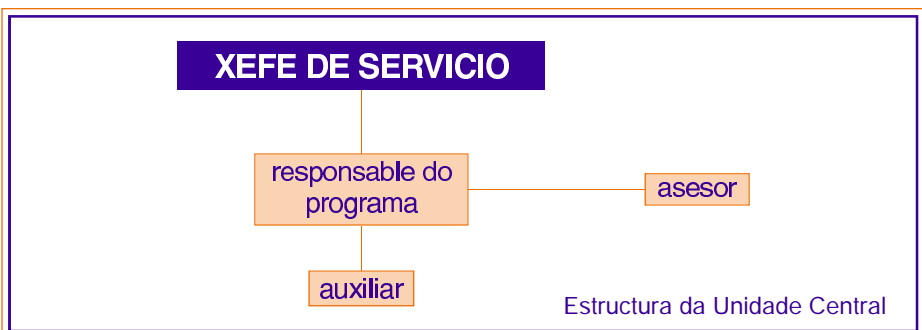 XEFE DE SERVICIO
responsable do
programa
asesor
auxiliar
Estructura da Unidade Central